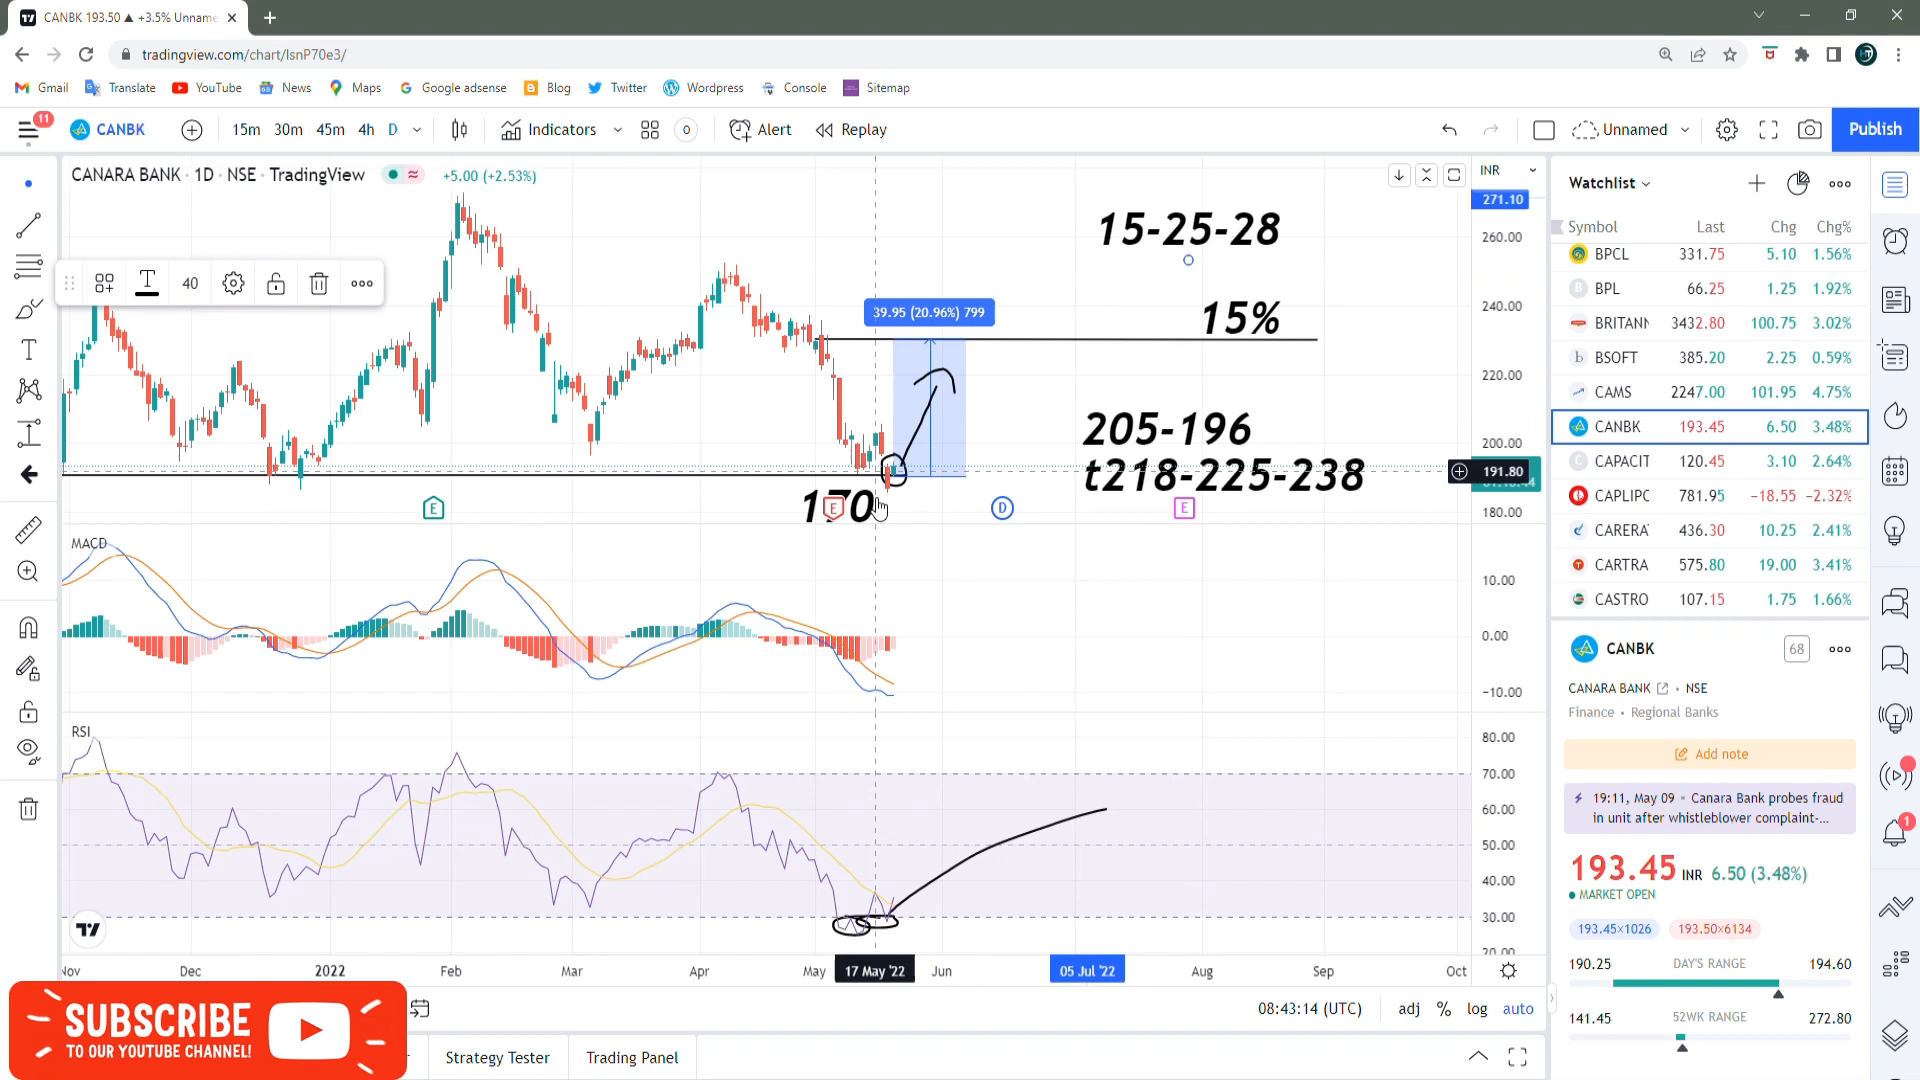 CANBK 193.50 ▲ +3.5% Unname
tradingview.com/chart/lsnP70e3/
Gmail Translate YouTube News Maps Google adsense Blog Twitter Wordpress Console Sitemap
11
CANBK 15m 30m 45m 4h D Indicators 0 Alert Replay Unnamed Publish
CANARA BANK · 1D · NSE · TradingView +5.00 (+2.53%)
INR
271.10
260.00
240.00
220.00
200.00
191.80
180.00
40
15-25-28
15%
39.95 (20.96%) 799
205-196
t218-225-238
E E D E
MACD
10.00
0.00
−10.00
RSI
80.00
70.00
60.00
50.00
40.00
30.00
20.00
Nov Dec 2022 Feb Mar Apr May 17 May '22 Jun 05 Jul '22 Aug Sep Oct
08:43:14 (UTC) adj % log auto
Strategy Tester Trading Panel
SUBSCRIBE
TO OUR YOUTUBE CHANNEL!
Watchlist
Symbol Last Chg Chg%
BPCL 331.75 5.10 1.56%
BPL 66.25 1.25 1.92%
BRITANN 3432.80 100.75 3.02%
BSOFT 385.20 2.25 0.59%
CAMS 2247.00 101.95 4.75%
CANBK 193.45 6.50 3.48%
CAPACIT 120.45 3.10 2.64%
CAPLIPO 781.95 −18.55 −2.32%
CARERA 436.30 10.25 2.41%
CARTRA 575.80 19.00 3.41%
CASTRO 107.15 1.75 1.66%
CANBK 68
CANARA BANK • NSE
Finance • Regional Banks
Add note
19:11, May 09 • Canara Bank probes fraud
in unit after whistleblower complaint-...
193.45 INR 6.50 (3.48%)
MARKET OPEN
193.45×1026 193.50×6134
190.25 DAY'S RANGE 194.60
141.45 52WK RANGE 272.80
1